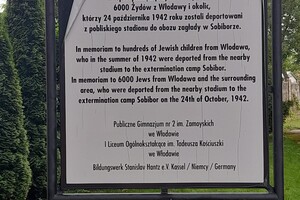 6000 Żydów z Włodawy i okolic,
którzy 24 października 1942 roku zostali deportowani
z pobliskiego stadionu do obozu zagłady w Sobiborze.
In memoriam to hundreds of Jewish children from Wlodawa,
who in the summer of 1942 were deported from the nearby
stadium to the extermination camp Sobibor.
In memoriam to 6000 Jews from Wlodawa and the surrounding
area, who were deported from the nearby stadium to the
extermination camp Sobibor on the 24th of October, 1942.
Publiczne Gimnazjum nr 2 im. Zamoyskich
we Włodawie
I Liceum Ogólnokształcące im. Tadeusza Kościuszki
we Włodawie
Bildungswerk Stanislav Hantz e.V. Kassel / Niemcy / Germany